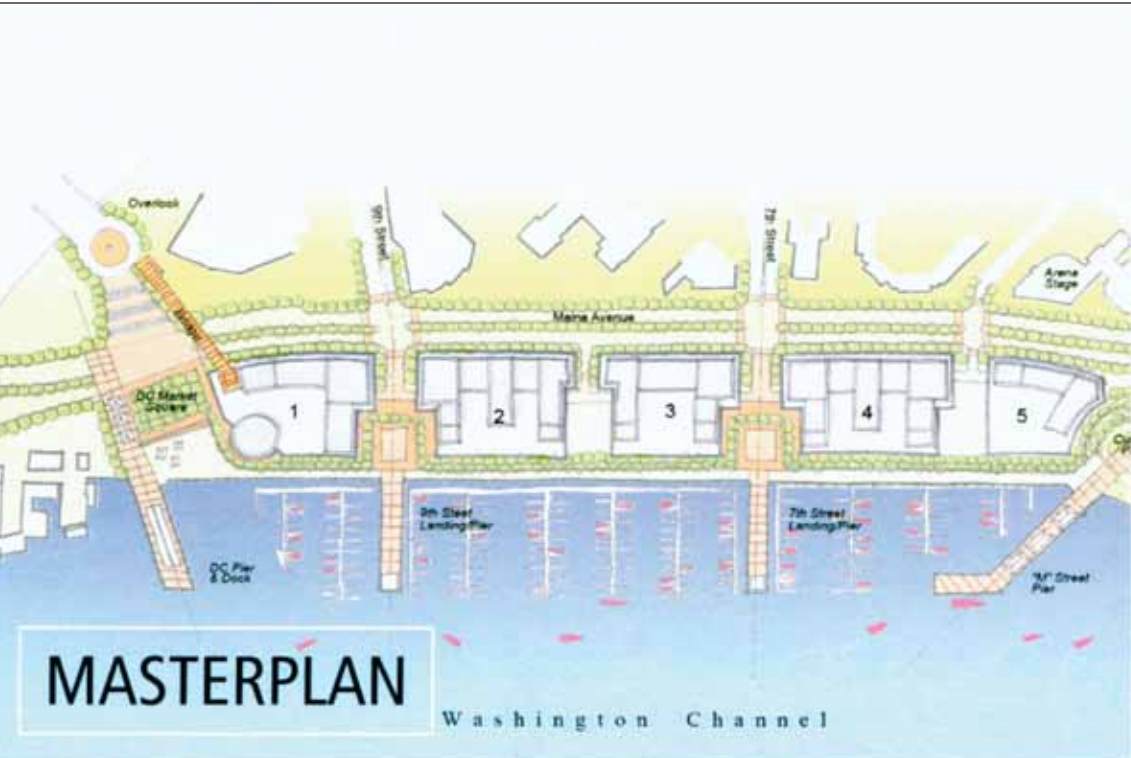 Overlook
9th Street
7th Street
Arena
Stage
Maine Avenue
DC Market
Square
1
2
3
4
5
9th Steet
Landing/Pier
7th Street
Landing/Pier
DC Pier
& Dock
"M" Street
Pier
MASTERPLAN
Washington Channel